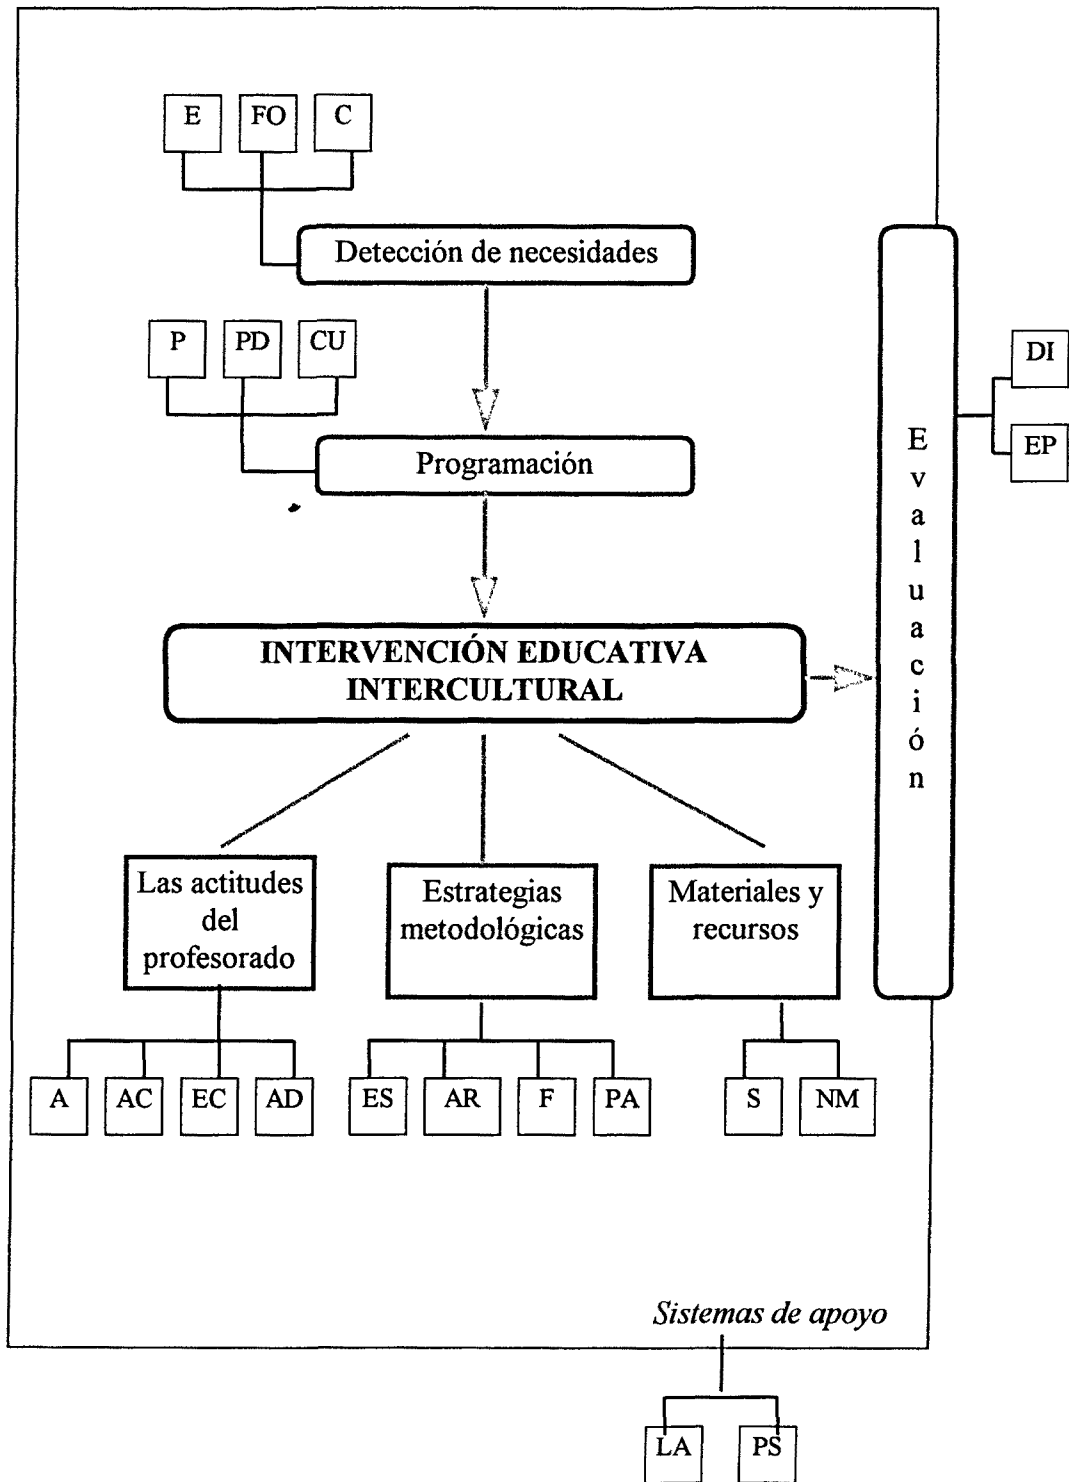 E FO C
Detección de necesidades
P PD CU
DI
Programación
EP
Evaluación
INTERVENCIÓN EDUCATIVA
INTERCULTURAL
Las actitudes
del
profesorado
Estrategias
metodológicas
Materiales y
recursos
A AC EC AD ES AR F PA S NM
Sistemas de apoyo
LA PS